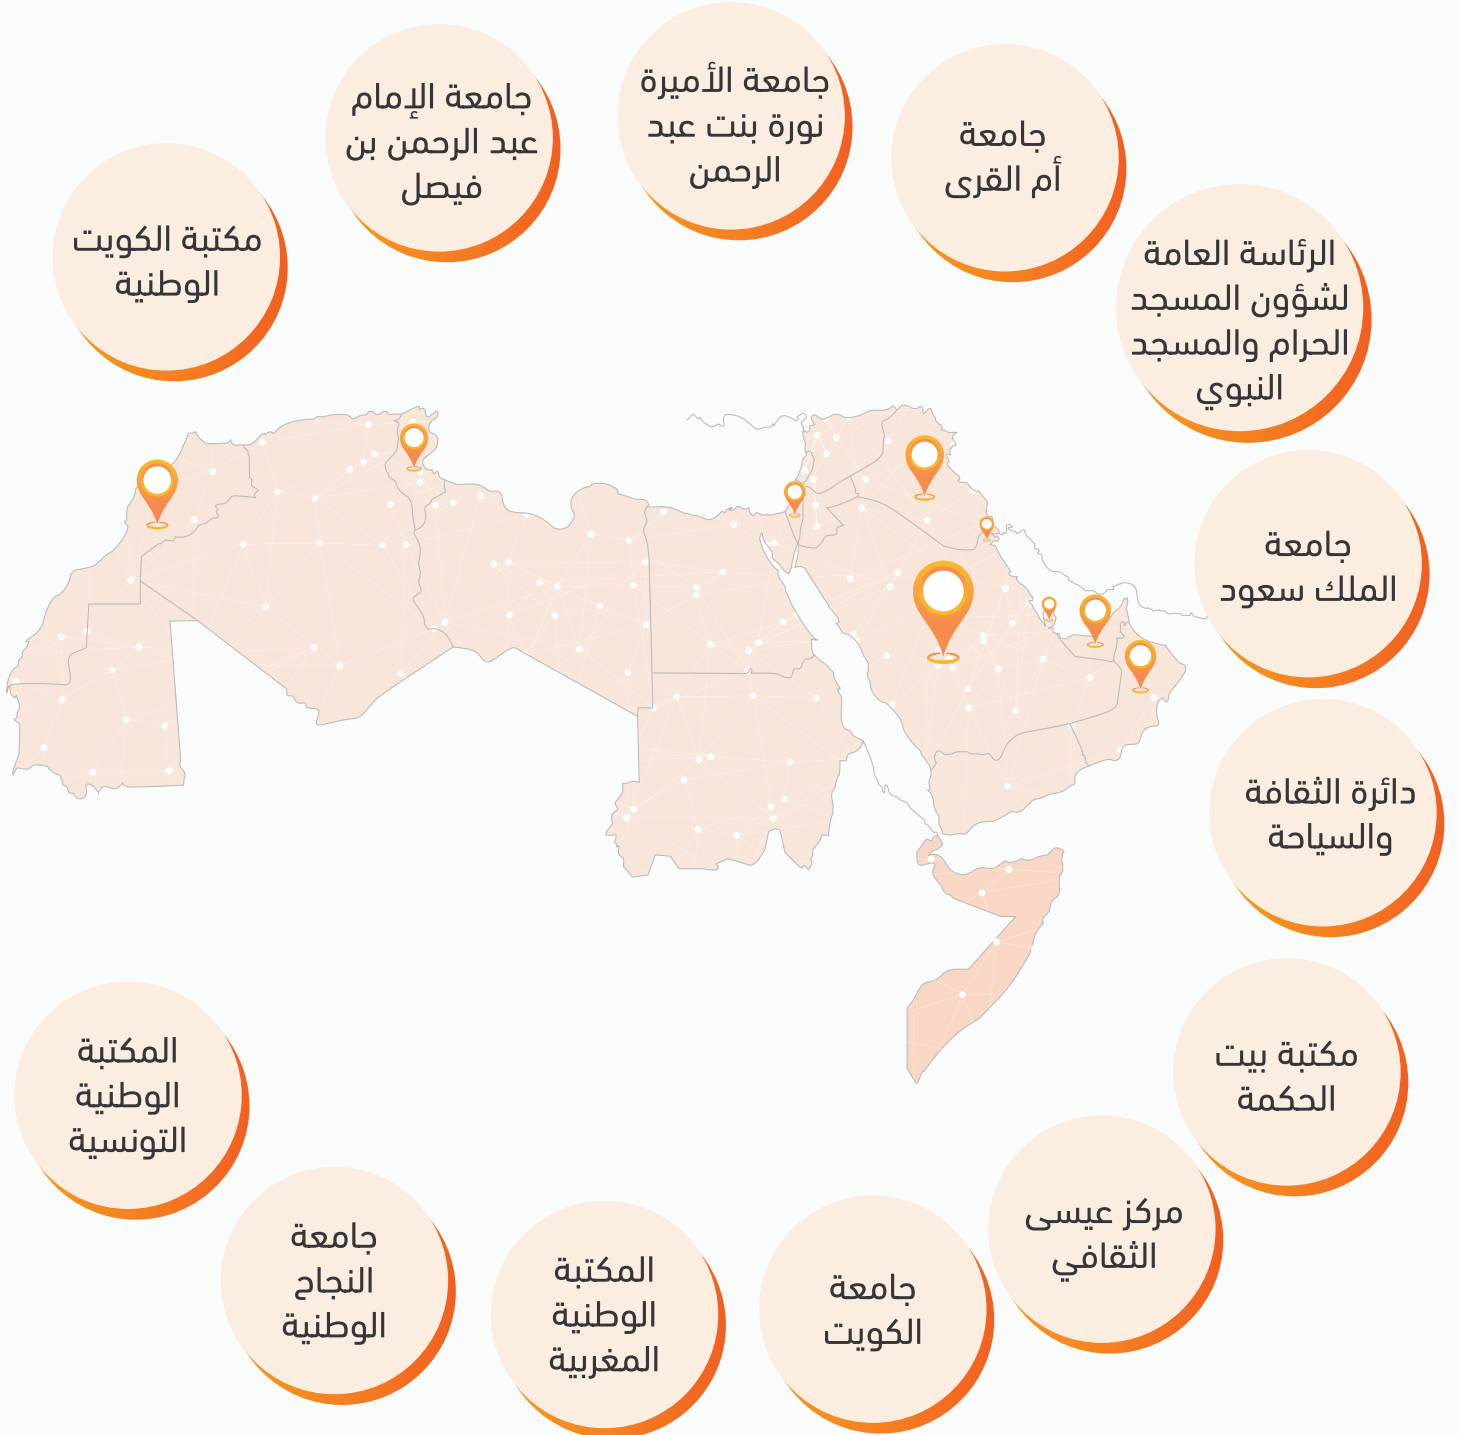 جامعة الأميرة
نورة بنت عبد
الرحمن
جامعة
أم القرى
الرئاسة العامة
لشؤون المسجد
الحرام والمسجد
النبوي
جامعة
الملك سعود
دائرة الثقافة
والسياحة
مكتبة بيت
الحكمة
مركز عيسى
الثقافي
جامعة
الكويت
المكتبة
الوطنية
المغربية
جامعة
النجاح
الوطنية
المكتبة
الوطنية
التونسية
مكتبة الكويت
الوطنية
جامعة الإمام
عبد الرحمن بن
فيصل